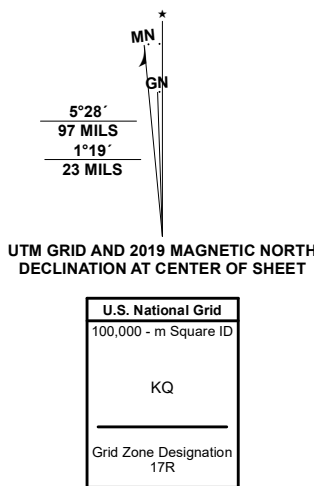 MN
GN
5°28´
97 MILS
1°19´
23 MILS
UTM GRID AND 2019 MAGNETIC NORTH
DECLINATION AT CENTER OF SHEET
U.S. National Grid
100,000 - m Square ID
KQ
Grid Zone Designation
17R